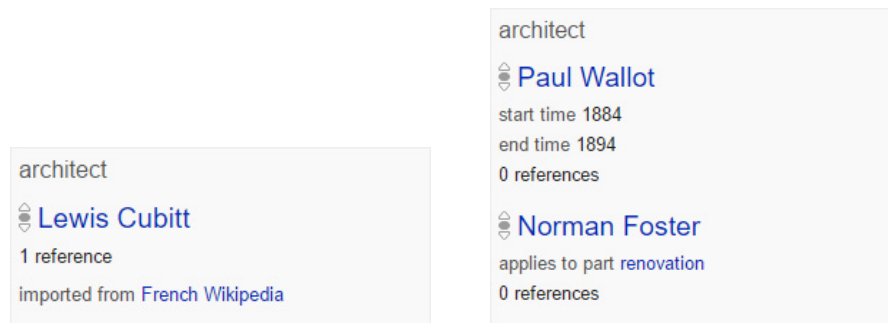 architect
Lewis Cubitt
1 reference
imported from French Wikipedia
architect
Paul Wallot
start time 1884
end time 1894
0 references
Norman Foster
applies to part renovation
0 references